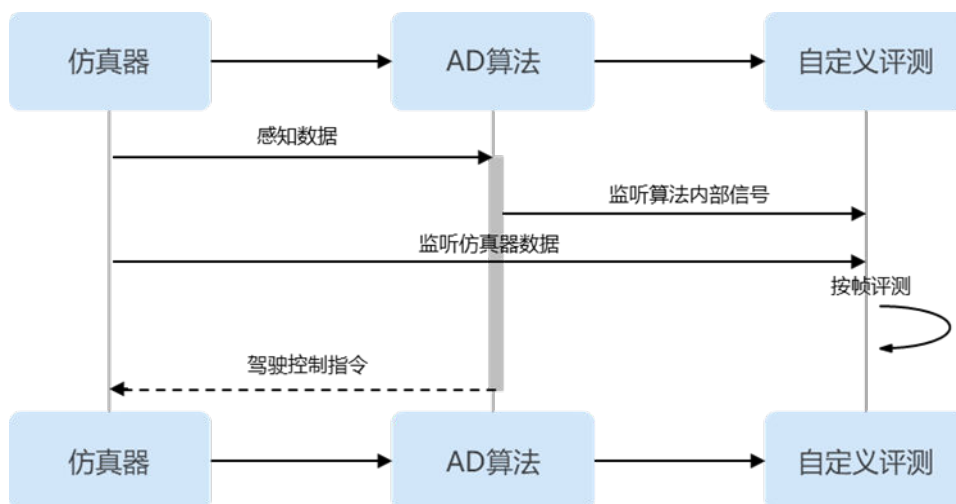 仿真器
AD算法
自定义评测
感知数据
监听算法内部信号
监听仿真器数据
按帧评测
驾驶控制指令
仿真器
AD算法
自定义评测